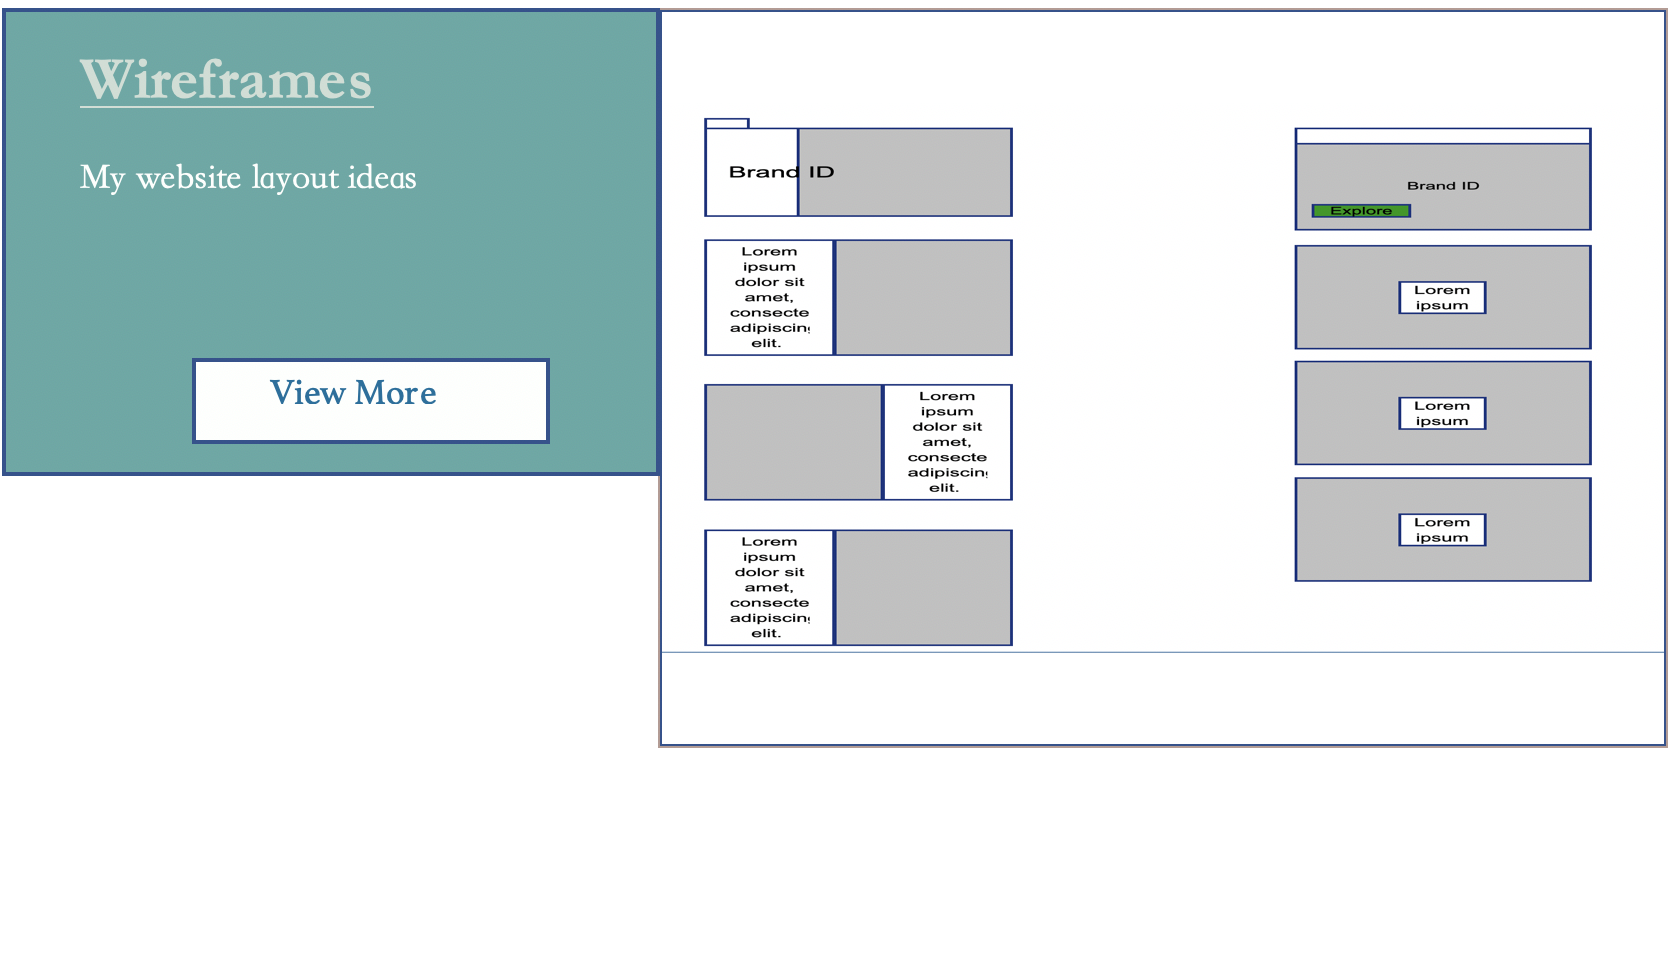 Wireframes
My website layout ideas
View More
Brand ID
Lorem
ipsum
dolor sit
amet,
consecte
adipiscin
elit.
Lorem
ipsum
dolor sit
amet,
consecte
adipiscin
elit.
Lorem
ipsum
dolor sit
amet,
consecte
adipiscin
elit.
Brand ID
Explore
Lorem
ipsum
Lorem
ipsum
Lorem
ipsum